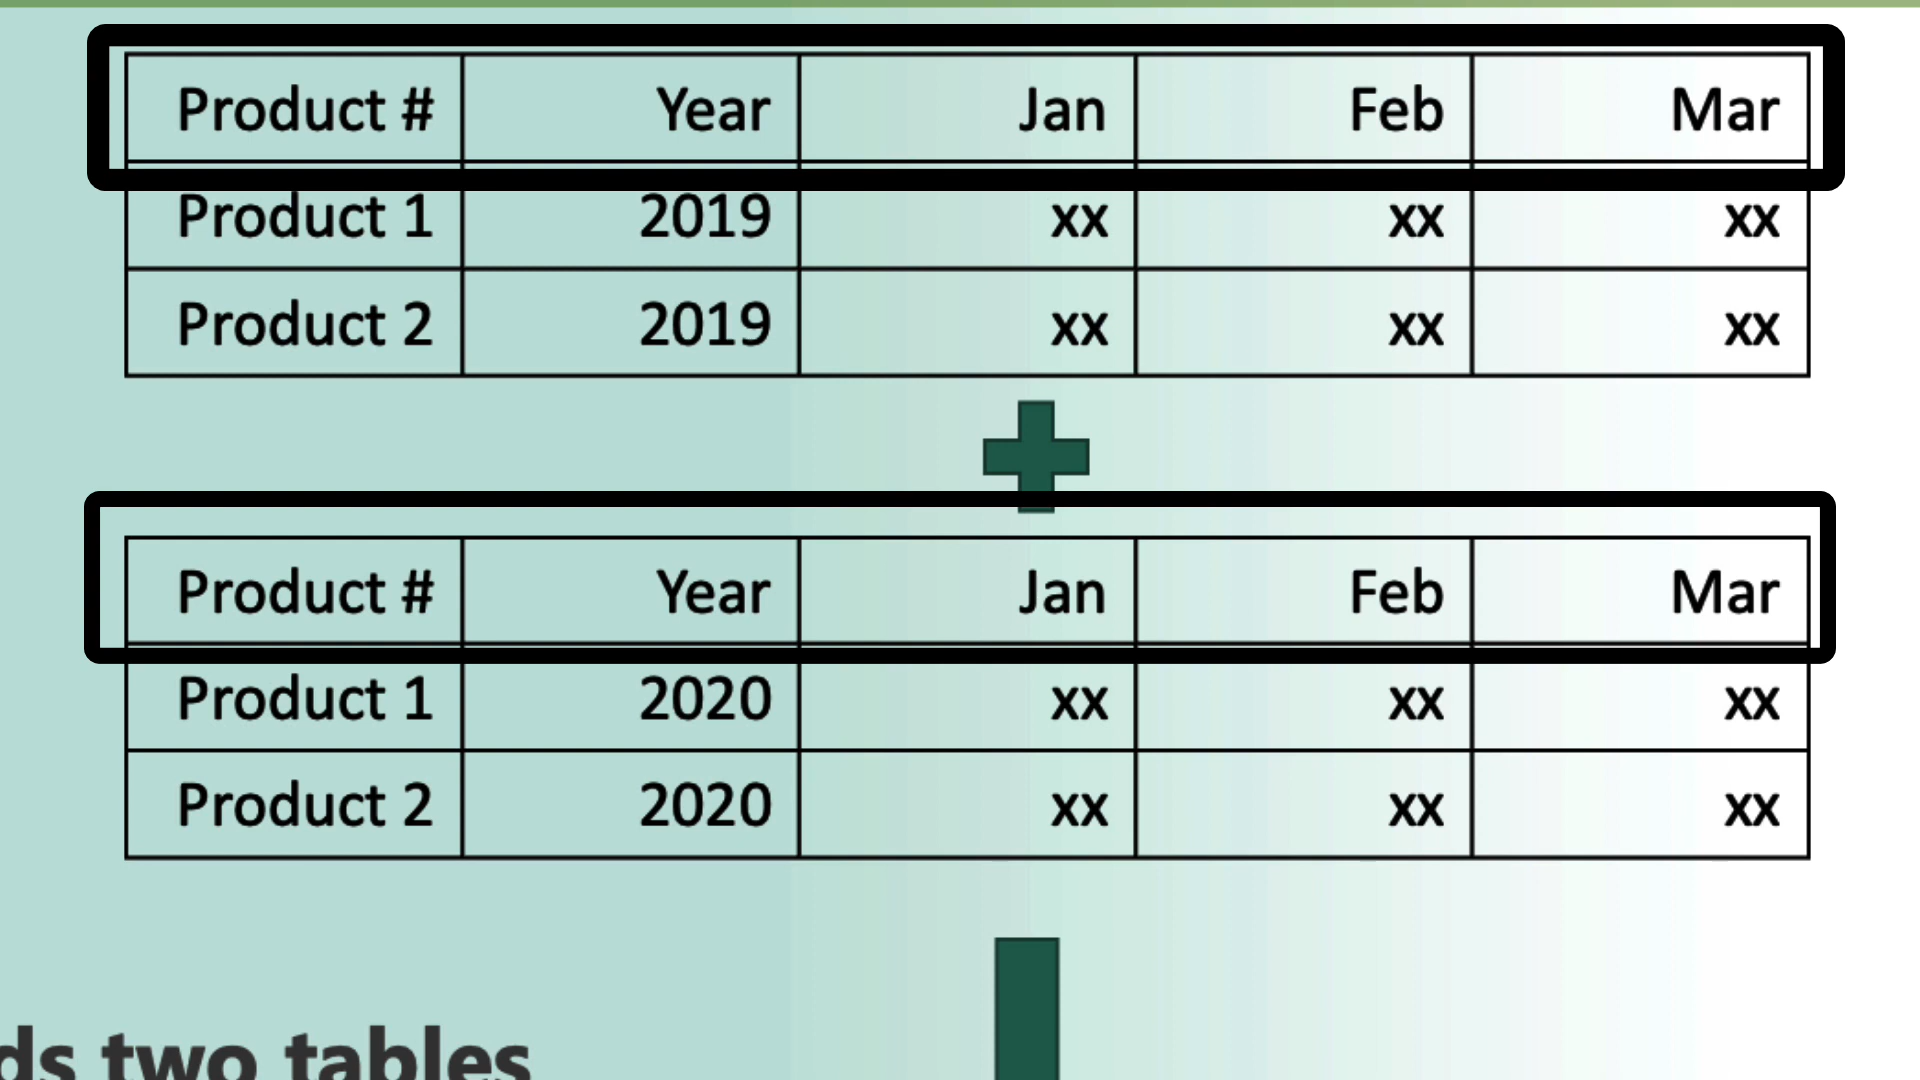 Product # Year Jan Feb Mar
Product 1 2019 xx xx xx
Product 2 2019 xx xx xx
Product # Year Jan Feb Mar
Product 1 2020 xx xx xx
Product 2 2020 xx xx xx
two tables